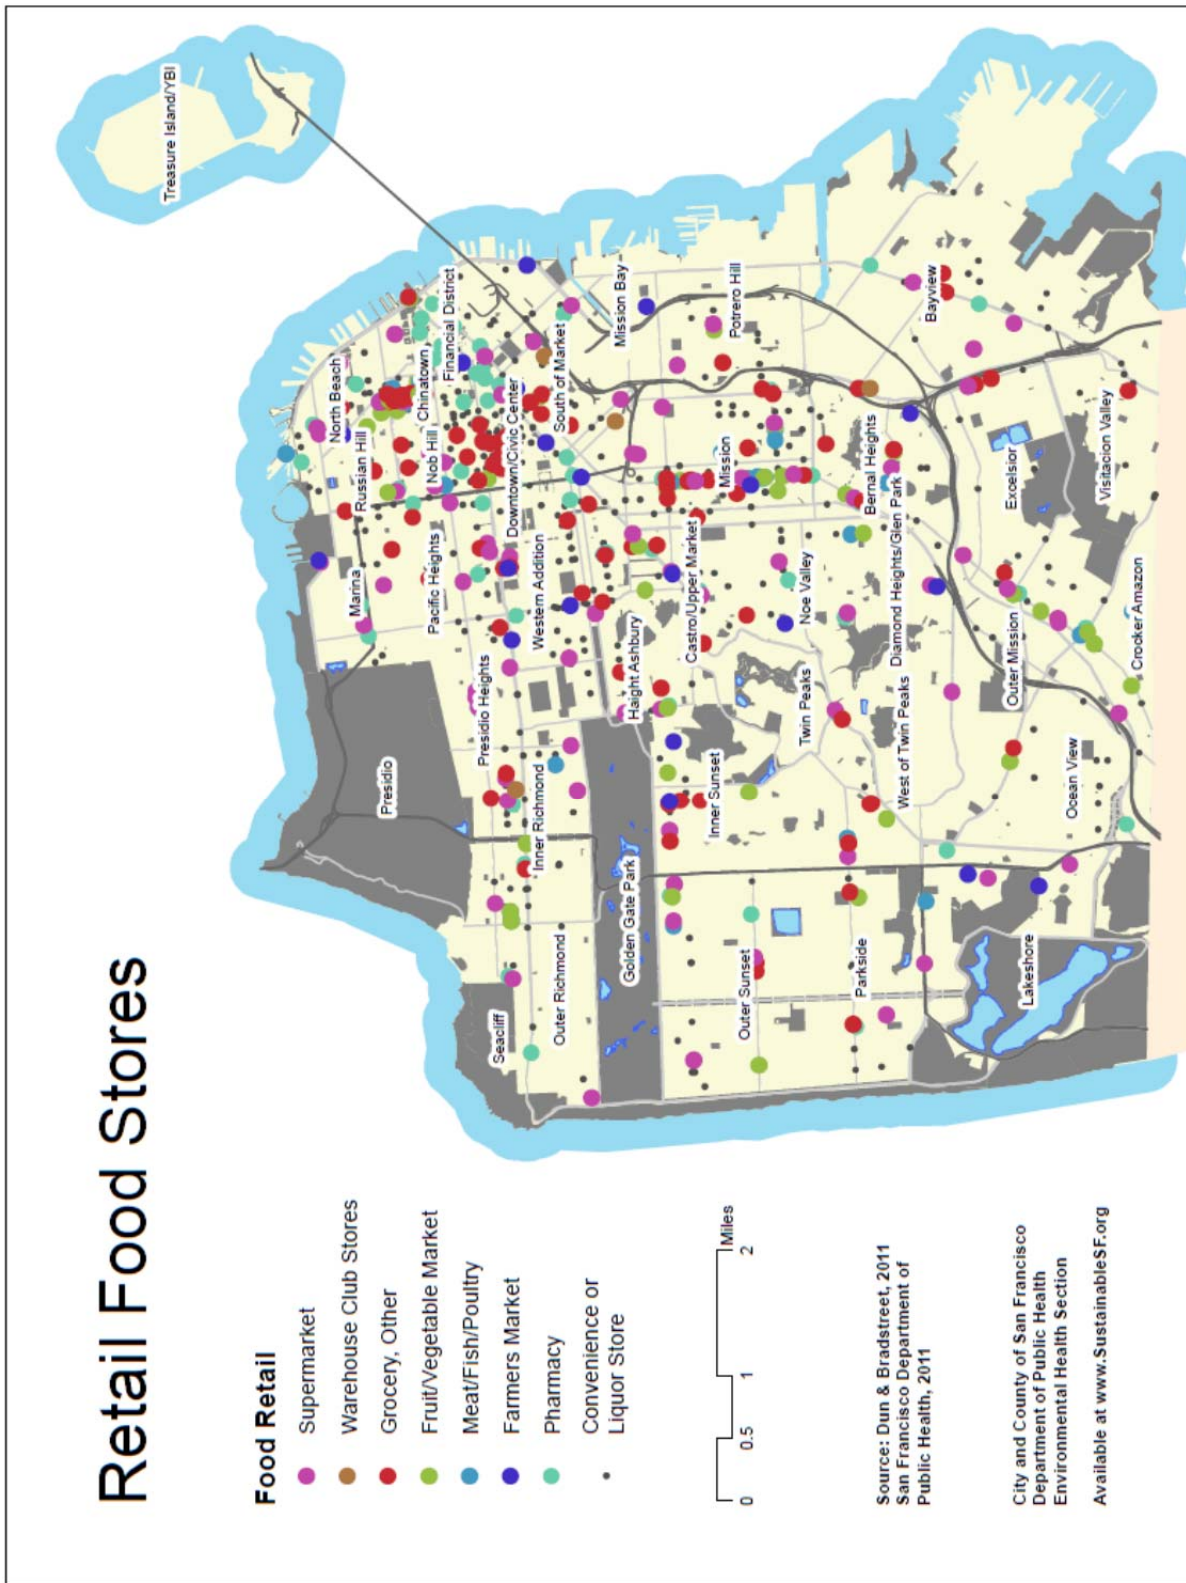 Retail Food Stores
Food Retail
Supermarket
Warehouse Club Stores
Grocery, Other
Fruit/Vegetable Market
Meat/Fish/Poultry
Farmers Market
Pharmacy
Convenience or
Liquor Store
0 0.5 1 2
Miles
Source: Dun & Bradstreet, 2011
San Francisco Department of
Public Health, 2011
City and County of San Francisco
Department of Public Health
Environmental Health Section
Available at www.SustainableSF.org
Treasure Island/YBI
North Beach
Marina
Russian Hill
Presidio
Chinatown
Nob Hill
Pacific Heights
Financial District
Presidio Heights
Seacliff
Downtown/Civic Center
Western Addition
Inner Richmond
Outer Richmond
South of Market
Mission Bay
Haight Ashbury
Golden Gate Park
Castro/Upper Market
Mission
Potrero Hill
Inner Sunset
Outer Sunset
Noe Valley
Twin Peaks
Bernal Heights
Parkside
Diamond Heights/Glen Park
West of Twin Peaks
Bayview
Excelsior
Outer Mission
Lakeshore
Ocean View
Visitacion Valley
Crocker Amazon